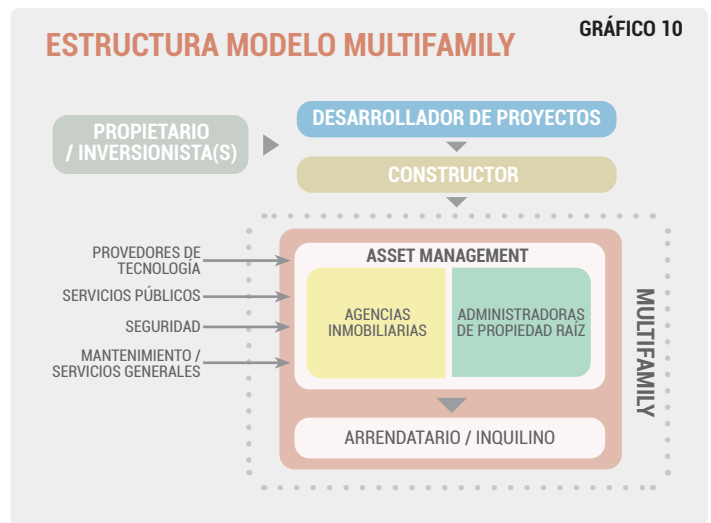 GRÁFICO 10
ESTRUCTURA MODELO MULTIFAMILY
PROPIETARIO
/ INVERSIONISTA(S)
DESARROLLADOR DE PROYECTOS
CONSTRUCTOR
PROVEDORES DE
TECNOLOGÍA
SERVICIOS PÚBLICOS
SEGURIDAD
MANTENIMIENTO /
SERVICIOS GENERALES
ASSET MANAGEMENT
AGENCIAS
INMOBILIARIAS
ADMINISTRADORAS
DE PROPIEDAD RAÍZ
ARRENDATARIO / INQUILINO
MULTIFAMILY